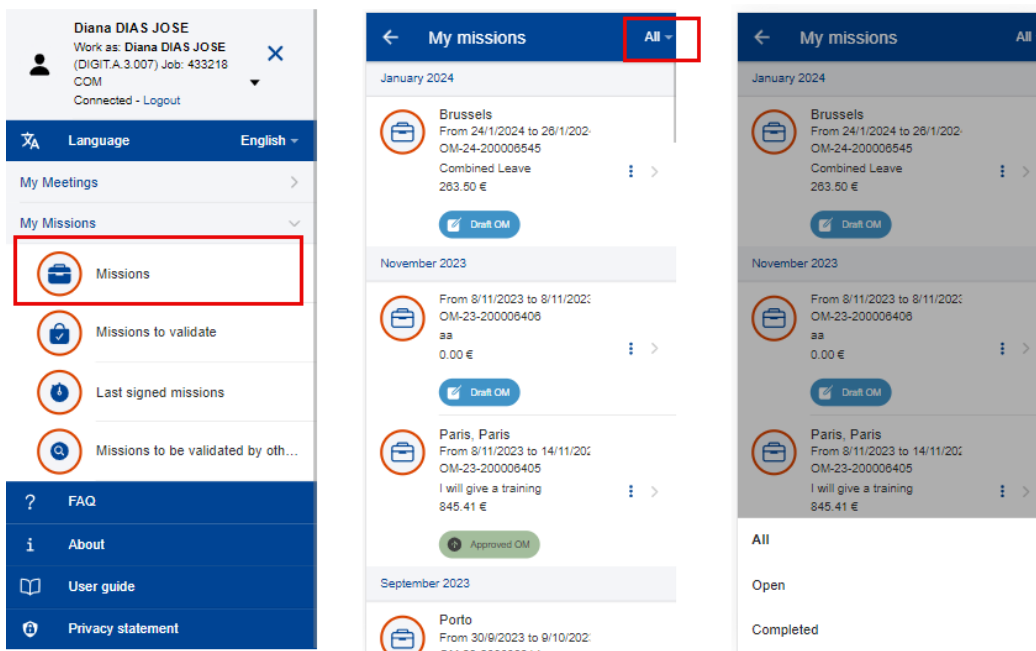 Diana DIAS JOSE
Work as: Diana DIAS JOSE
(DIGIT.A.3.007) Job: 433218
COM
Connected - Logout
Language English
My Meetings
My Missions
Missions
Missions to validate
Last signed missions
Missions to be validated by oth...
FAQ
About
User guide
Privacy statement
My missions All
January 2024
Brussels
From 24/1/2024 to 26/1/202
OM-24-200006545
Combined Leave
263.50 €
Draft OM
November 2023
From 8/11/2023 to 8/11/2023
OM-23-200006406
aa
0.00 €
Draft OM
Paris, Paris
From 8/11/2023 to 14/11/202
OM-23-200006405
I will give a training
845.41 €
Approved OM
September 2023
Porto
From 30/9/2023 to 9/10/202
My missions All
January 2024
Brussels
From 24/1/2024 to 26/1/202
OM-24-200006545
Combined Leave
263.50 €
Draft OM
November 2023
From 8/11/2023 to 8/11/2023
OM-23-200006406
aa
0.00 €
Draft OM
Paris, Paris
From 8/11/2023 to 14/11/202
OM-23-200006405
I will give a training
845.41 €
All
Open
Completed